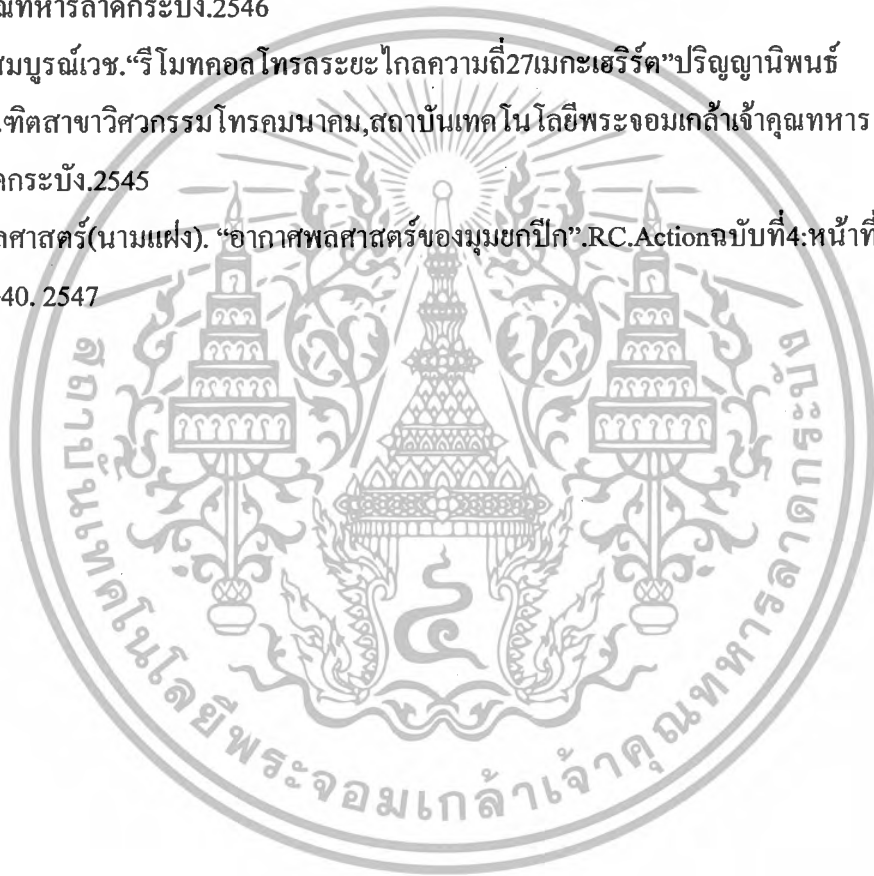 ณทหารลาดกระบัง.2546
สมบูรณ์เวช.“รีโมทคอลโทรลระยะไกลความถี่27เมกะเฮริร์ต”ปริญญานิพนธ์
ฑิตสาขาวิศวกรรมโทรคมนาคม,สถาบันเทคโนโลยีพระจอมเกล้าเจ้าคุณทหาร
กระบัง.2545
ลศาสตร์(นามแฝง). “อากาศพลศาสตร์ของมุมยกปีก”.RC.Actionฉบับที่4:หน้าที่
40. 2547
สถาบันเทคโนโลยีพระจอมเกล้าเจ้าคุณทหารลาดกระบัง
๔